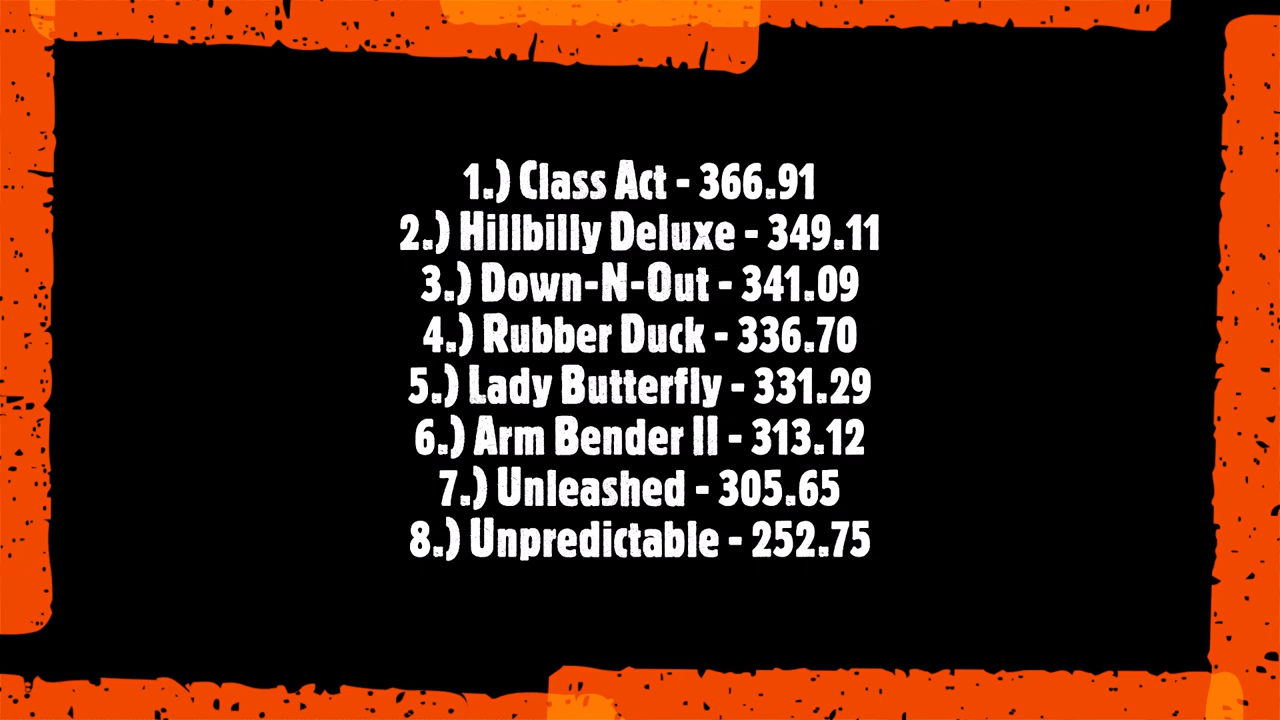 1.) Class Act - 366.91
2.) Hillbilly Deluxe - 349.11
3.) Down-N-Out - 341.09
4.) Rubber Duck - 336.70
5.) Lady Butterfly - 331.29
6.) Arm Bender II - 313.12
7.) Unleashed - 305.65
8.) Unpredictable - 252.75